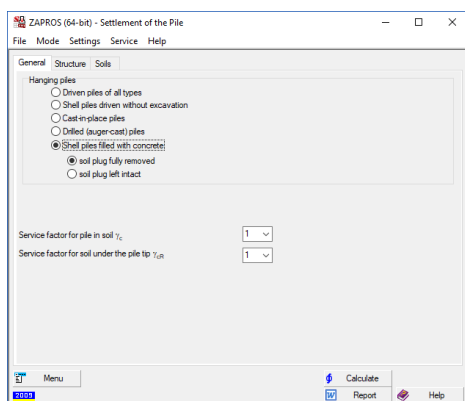 ZAPROS (64-bit) - Settlement of the Pile
File Mode Settings Service Help
General Structure Soils
Hanging piles
Driven piles of all types
Shell piles driven without excavation
Cast-in-place piles
Drilled (auger-cast) piles
Shell piles filled with concrete
soil plug fully removed
soil plug left intact
Service factor for pile in soil γc 1
Service factor for soil under the pile tip γcR 1
Menu Calculate
2009 Report Help